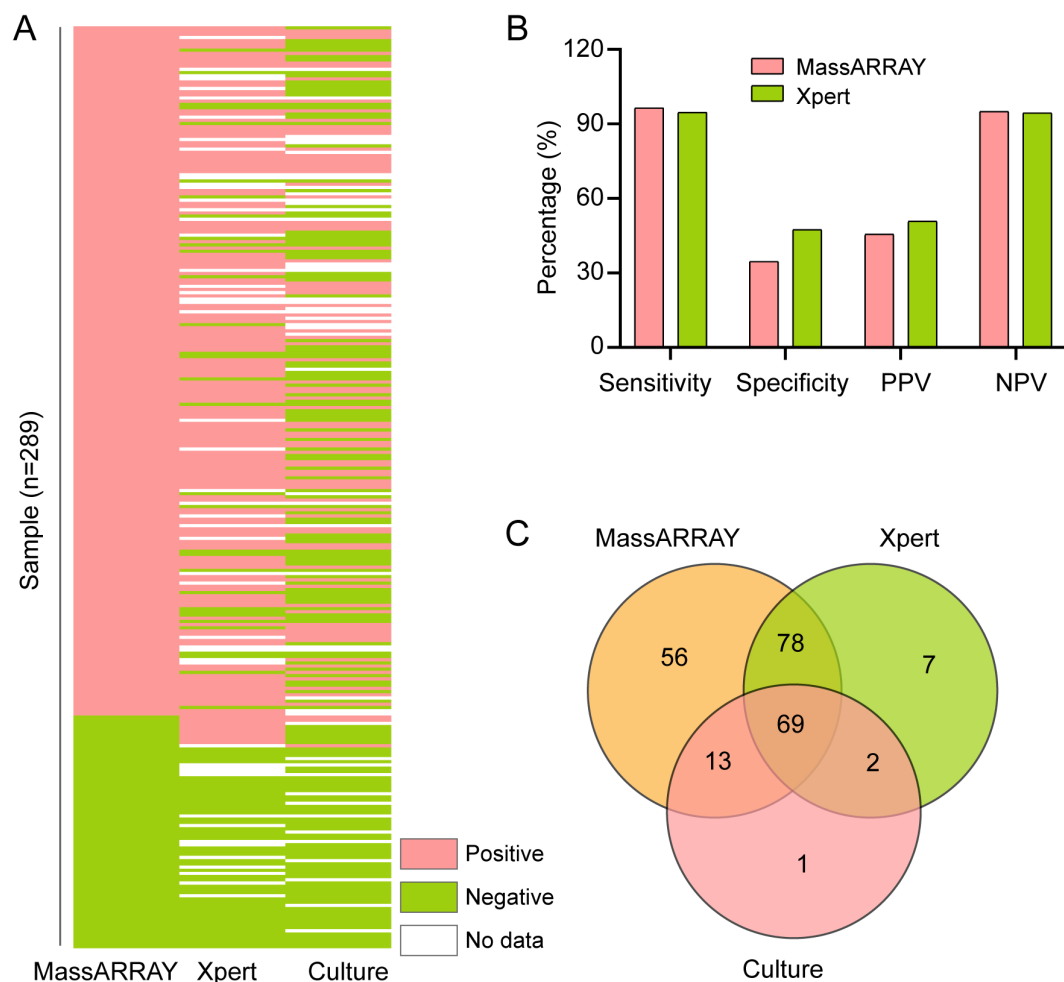 A
Sample (n=289)
MassARRAY Xpert Culture
Positive
Negative
No data
B
Percentage (%)
120
90
60
30
0
MassARRAY
Xpert
Sensitivity Specificity PPV NPV
C
MassARRAY Xpert
56 78 7
69
13 2
1
Culture